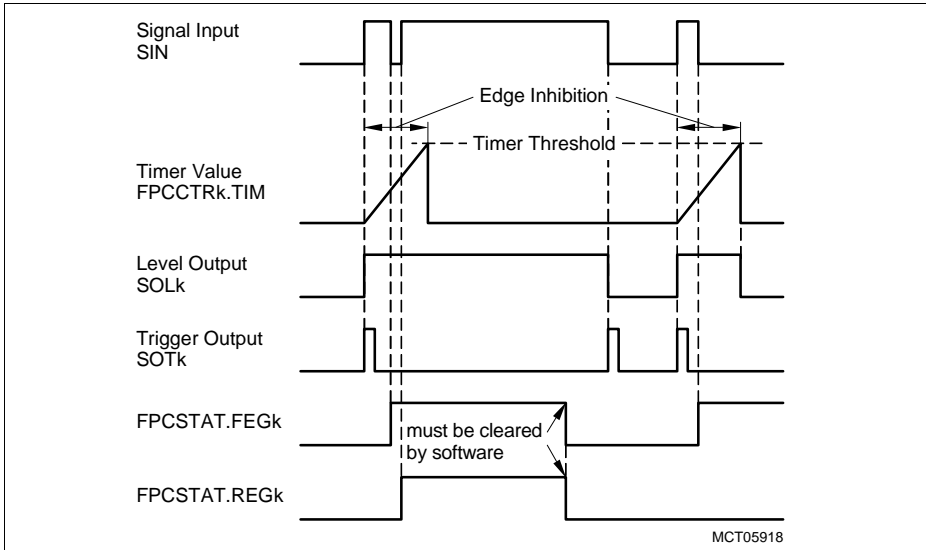 Signal Input
SIN
Edge Inhibition
Timer Threshold
Timer Value
FPCCTRk.TIM
Level Output
SOLk
Trigger Output
SOTk
FPCSTAT.FEGk
must be cleared
by software
FPCSTAT.REGk
MCT05918